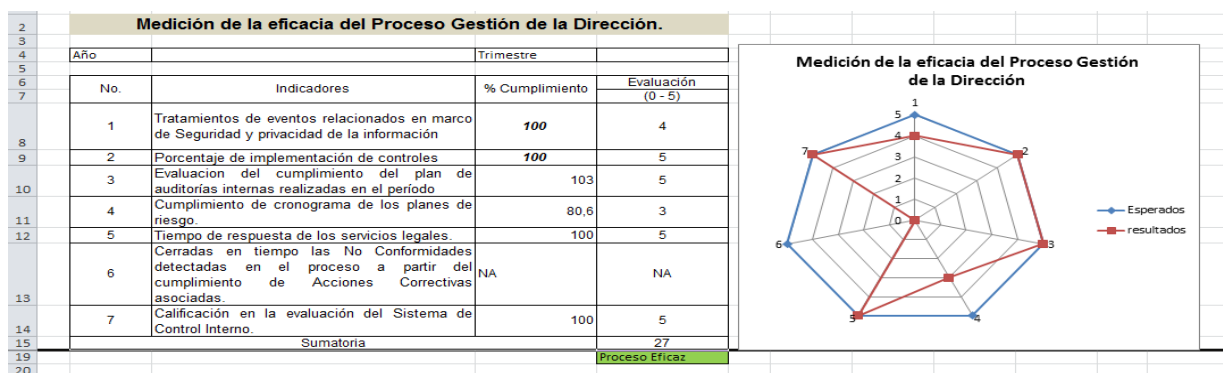 2
Medición de la eficacia del Proceso Gestión de la Dirección.
3
4
Año
Trimestre
5
6
No.
Indicadores
% Cumplimiento
Evaluación
7
(0 - 5)
8
1
Tratamientos de eventos relacionados en marco
de Seguridad y privacidad de la información
100
4
9
2
Porcentaje de implementación de controles
100
5
10
3
Evaluacion del cumplimiento del plan de
auditorías internas realizadas en el período
103
5
11
4
Cumplimiento de cronograma de los planes de
riesgo.
80,6
3
12
5
Tiempo de respuesta de los servicios legales.
100
5
13
6
Cerradas en tiempo las No Conformidades
detectadas en el proceso a partir del
cumplimiento de Acciones Correctivas
asociadas.
NA
NA
14
7
Calificación en la evaluación del Sistema de
Control Interno.
100
5
15
Sumatoria
27
19
Proceso Eficaz
20
Medición de la eficacia del Proceso Gestión
de la Dirección
1
5
4
3
2
1
0
2
3
4
5
6
7
Esperados
resultados